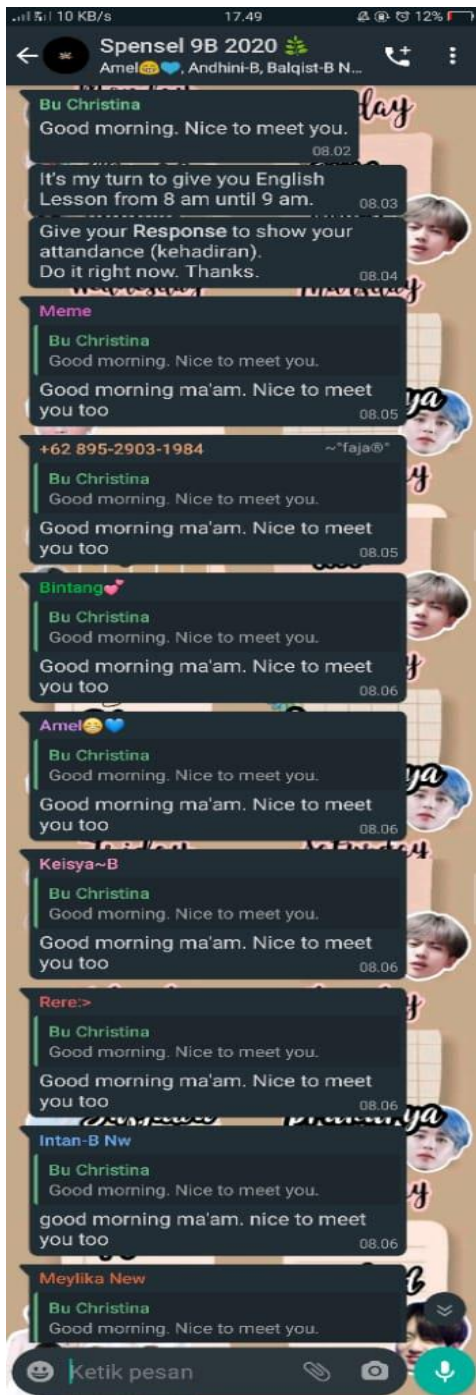 10 KB/s 17.49 12%
Spensel 9B 2020
Amel, Andhini-B, Balqist-B N...
day
Bu Christina
Good morning. Nice to meet you.
08.02
It's my turn to give you English
Lesson from 8 am until 9 am.
08.03
Give your Response to show your
attandance (kehadiran).
Do it right now. Thanks.
08.04
Meme
Bu Christina
Good morning. Nice to meet you.
Good morning ma'am. Nice to meet
you too
08.05
+62 895-2903-1984 ~"faja®"
Bu Christina
Good morning. Nice to meet you.
Good morning ma'am. Nice to meet
you too
08.05
Bintang💕
Bu Christina
Good morning. Nice to meet you.
Good morning ma'am. Nice to meet
you too
08.06
Amel
Bu Christina
Good morning. Nice to meet you.
Good morning ma'am. Nice to meet
you too
08.06
Keisya~B
Bu Christina
Good morning. Nice to meet you.
Good morning ma'am. Nice to meet
you too
08.06
Rere:>
Bu Christina
Good morning. Nice to meet you.
Good morning ma'am. Nice to meet
you too
08.06
Intan-B Nw
Bu Christina
Good morning. Nice to meet you.
good morning ma'am. nice to meet
you too
08.06
Meylika New
Bu Christina
Good morning. Nice to meet you.
Ketik pesan